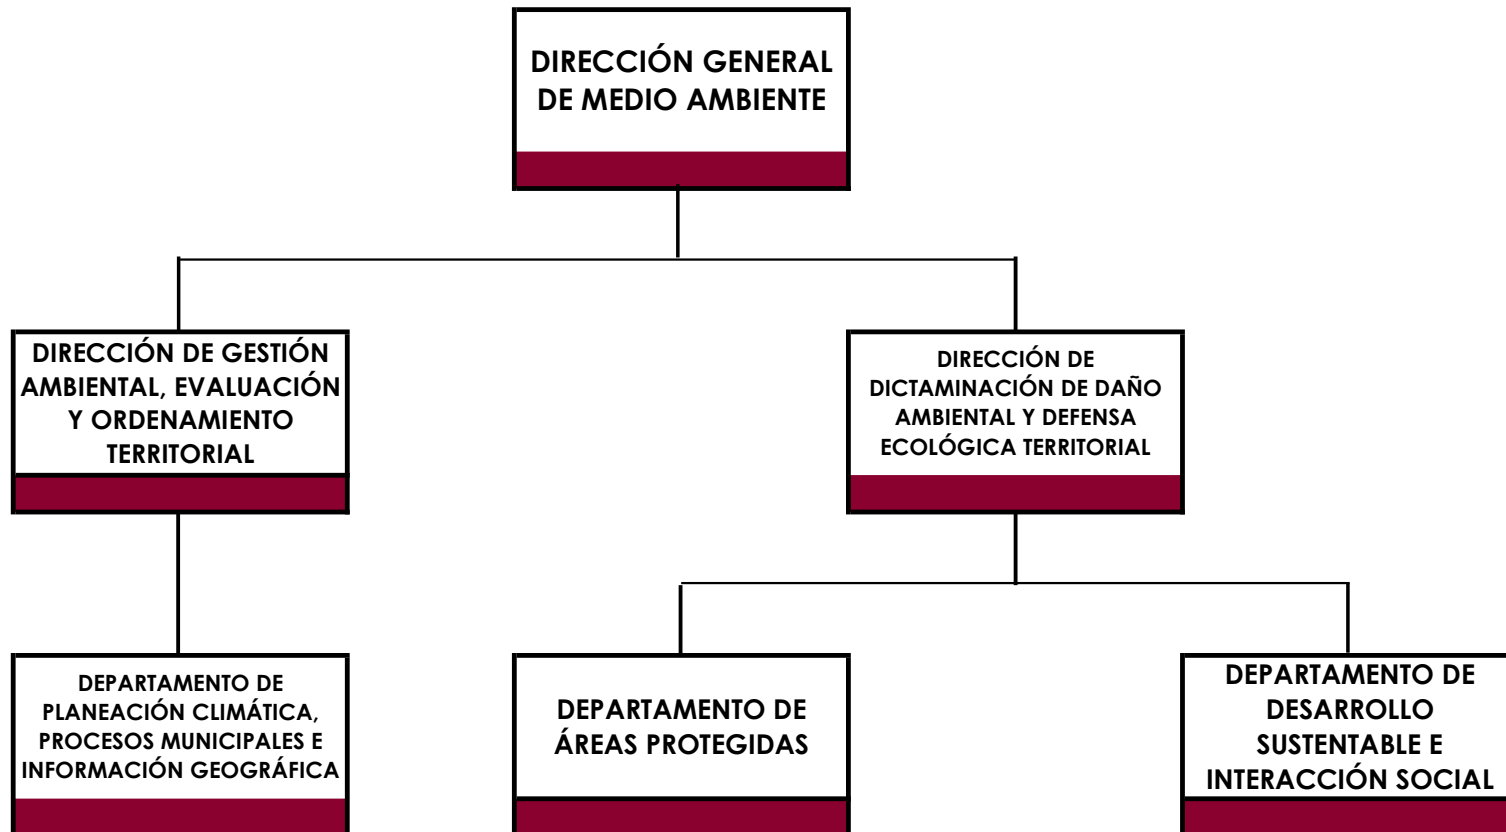 DIRECCIÓN GENERAL
DE MEDIO AMBIENTE
DIRECCIÓN DE GESTIÓN
AMBIENTAL, EVALUACIÓN
Y ORDENAMIENTO
TERRITORIAL
DIRECCIÓN DE
DICTAMINACIÓN DE DAÑO
AMBIENTAL Y DEFENSA
ECOLÓGICA TERRITORIAL
DEPARTAMENTO DE
PLANEACIÓN CLIMÁTICA,
PROCESOS MUNICIPALES E
INFORMACIÓN GEOGRÁFICA
DEPARTAMENTO DE
ÁREAS PROTEGIDAS
DEPARTAMENTO DE
DESARROLLO
SUSTENTABLE E
INTERACCIÓN SOCIAL